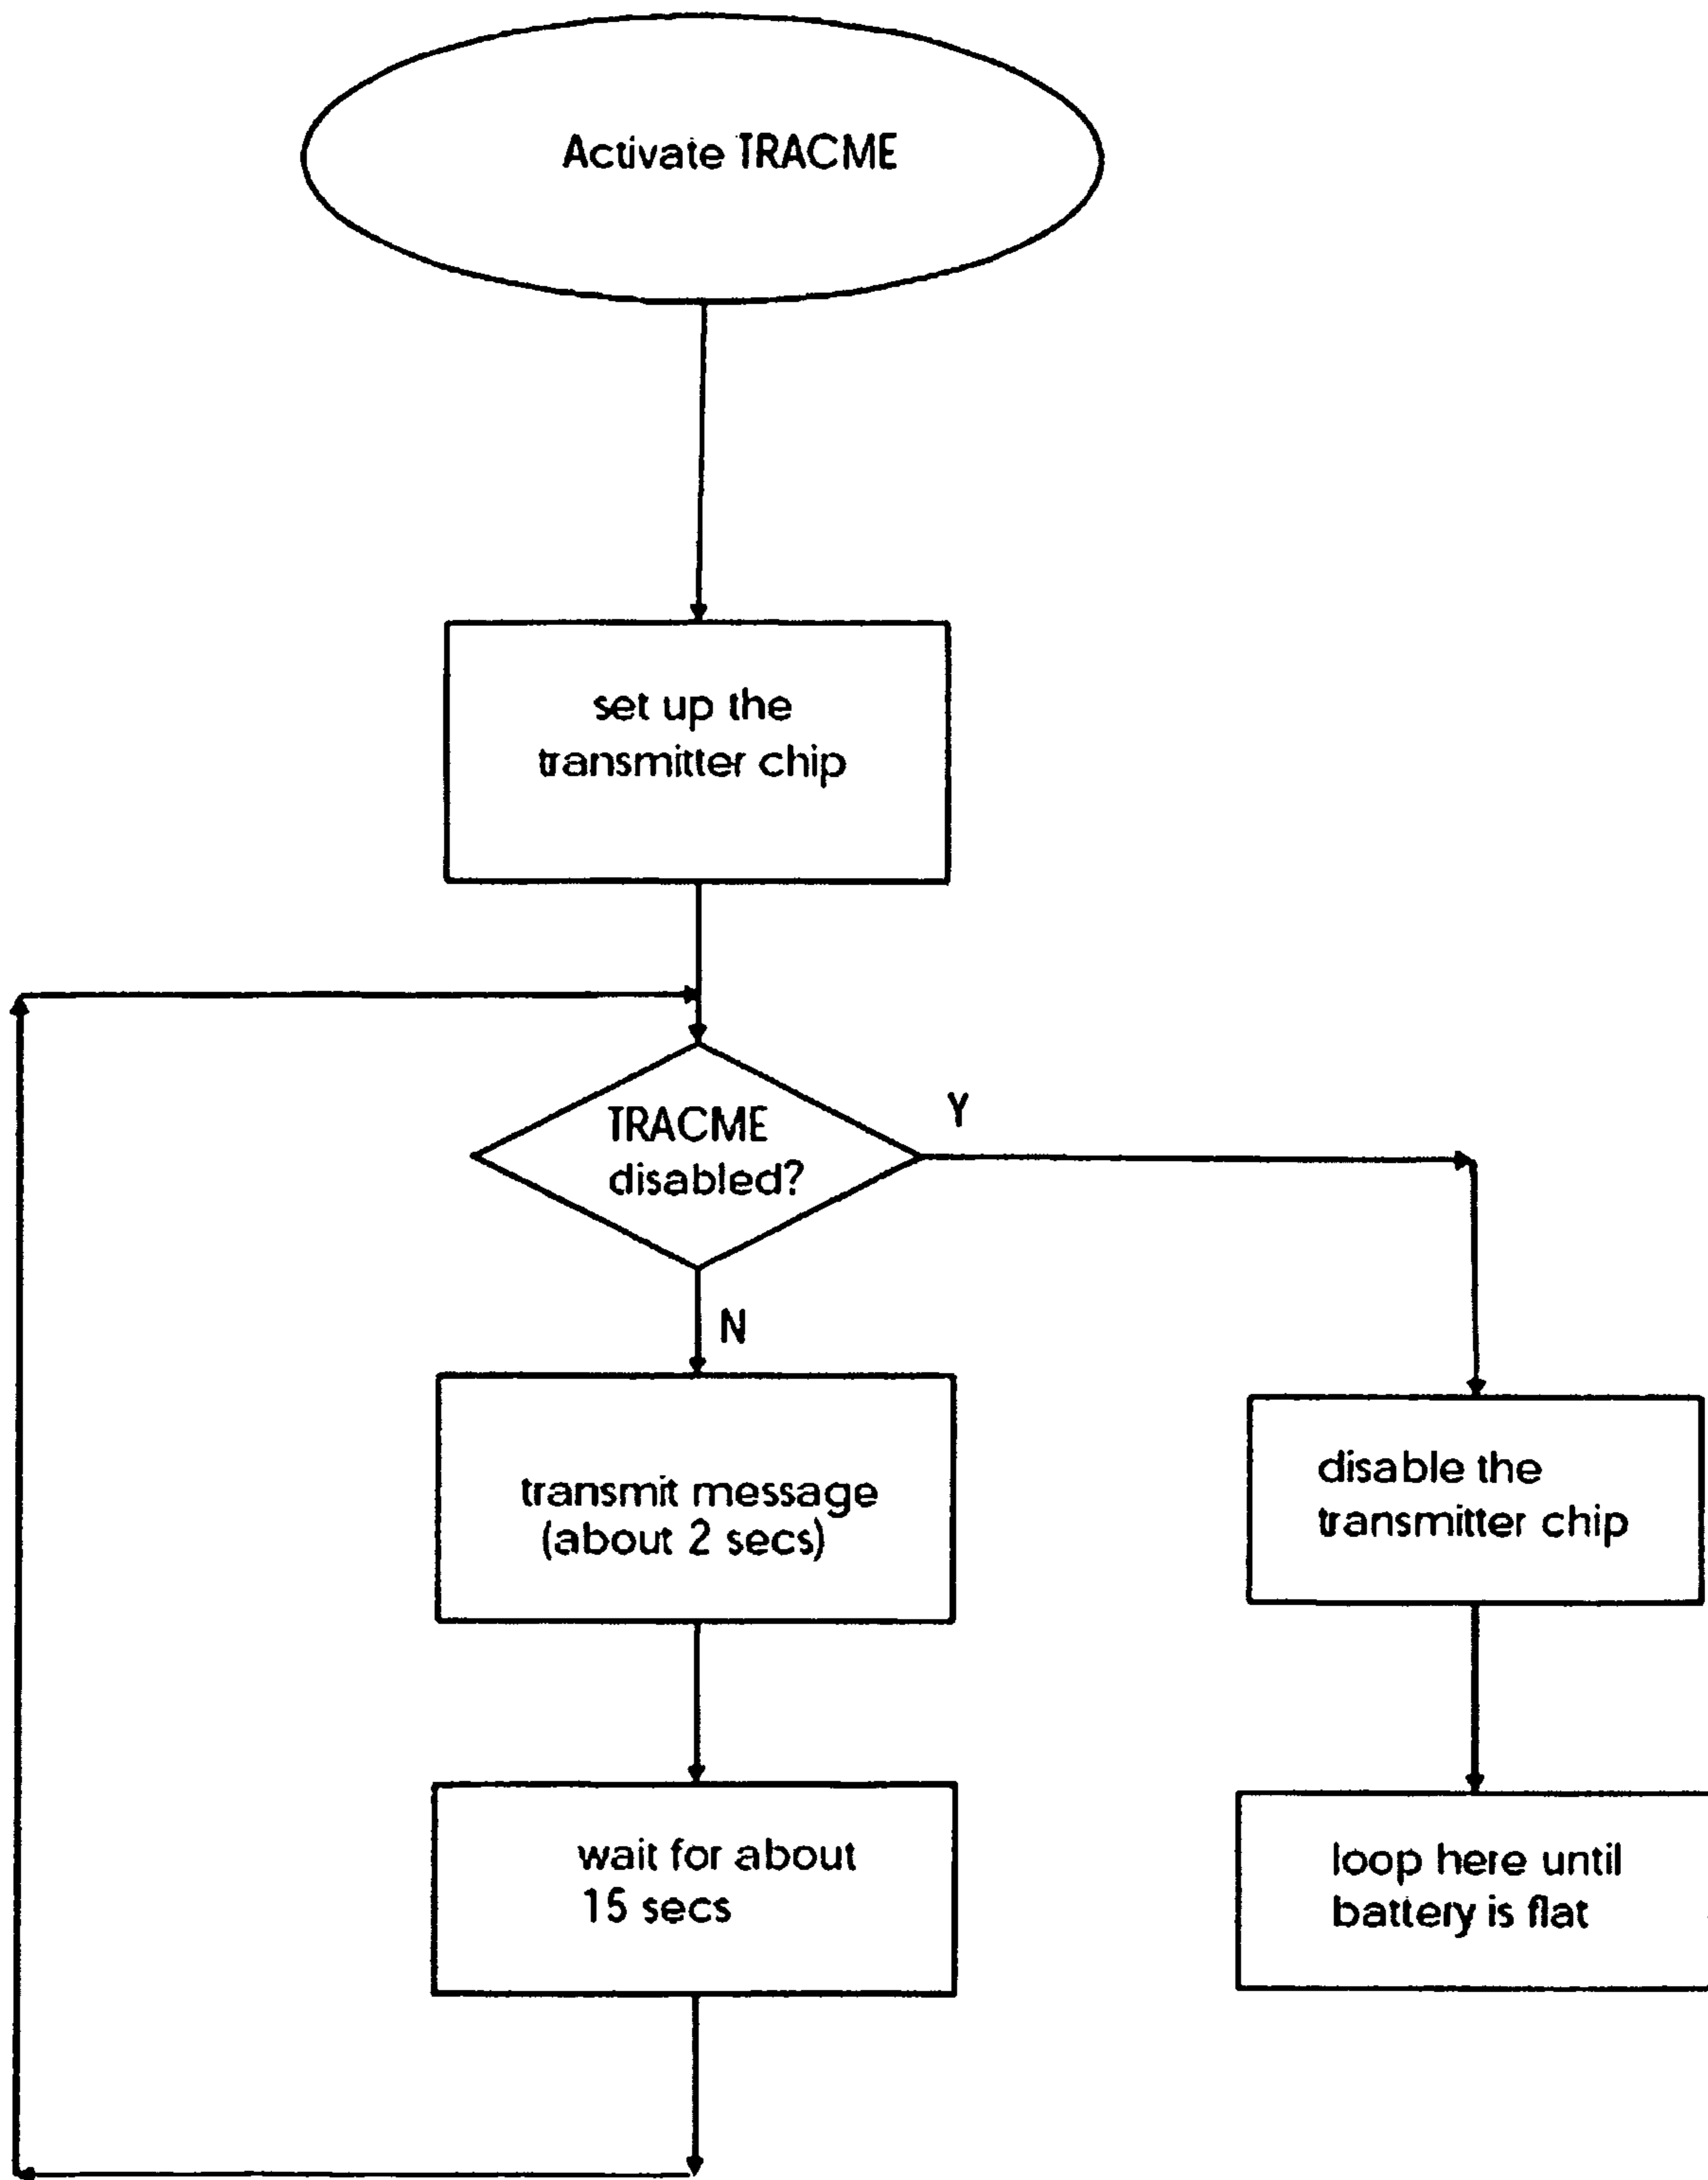 Activate TRACME
set up the
transmitter chip
TRACME
disabled?
Y
N
transmit message
(about 2 secs)
disable the
transmitter chip
wait for about
15 secs
loop here until
battery is flat